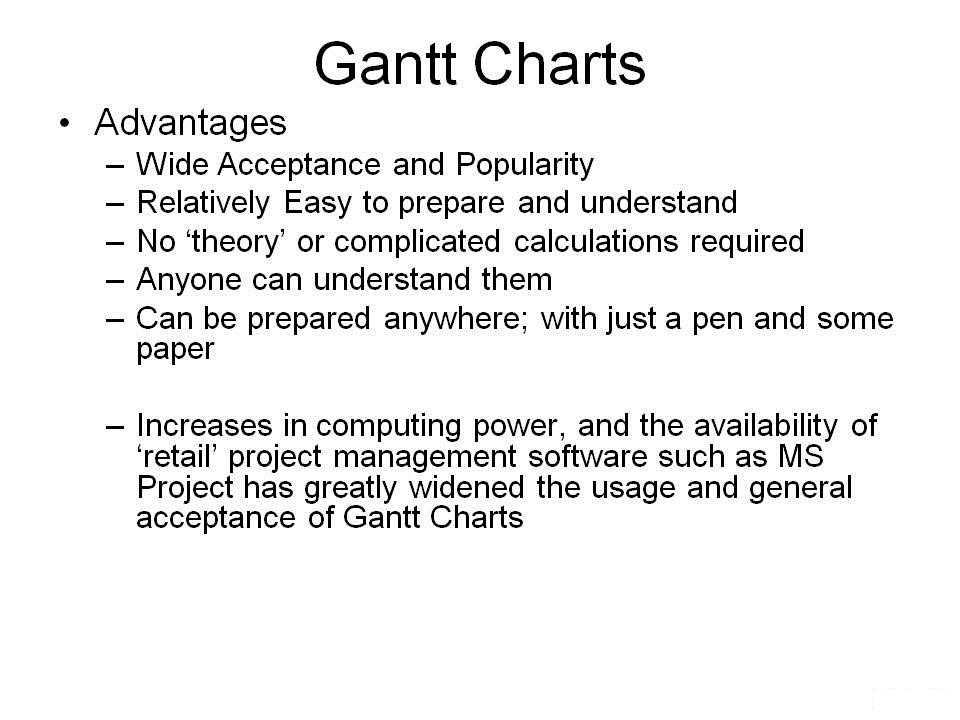 Gantt Charts
• Advantages
– Wide Acceptance and Popularity
– Relatively Easy to prepare and understand
– No ‘theory’ or complicated calculations required
– Anyone can understand them
– Can be prepared anywhere; with just a pen and some
paper
– Increases in computing power, and the availability of
‘retail’ project management software such as MS
Project has greatly widened the usage and general
acceptance of Gantt Charts